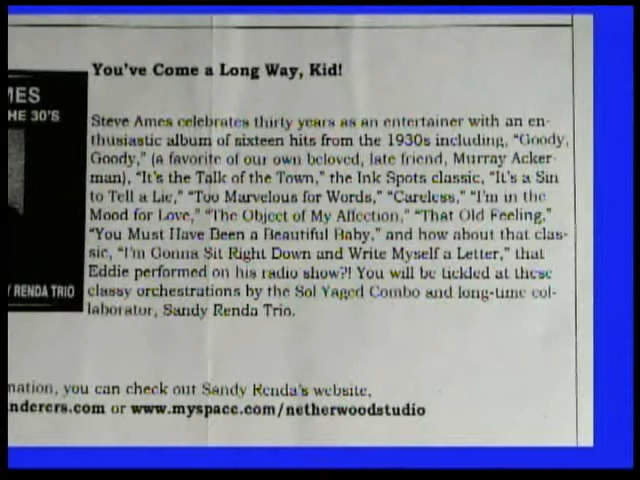 You've Come a Long Way, Kid!
MES
HE 30'S
Steve Ames celebrates thirty years as an entertainer with an en-
thusiastic album of sixteen hits from the 1930s including, "Goody,
Goody," (a favorite of our own beloved, late friend, Murray Acker-
man), "It's the Talk of the Town," the Ink Spots classic, "It's a Sin
to Tell a Lie," "Too Marvelous for Words," "Careless," "I'm in the
Mood for Love," "The Object of My Affection," "That Old Feeling,"
"You Must Have Been a Beautiful Baby," and how about that clas-
sic, "I'm Gonna Sit Right Down and Write Myself a Letter," that
Eddie performed on his radio show?! You will be tickled at these
classy orchestrations by the Sol Yaged Combo and long-time col-
laborator, Sandy Renda Trio.
Y RENDA TRIO
mation, you can check out Sandy Renda's website,
nderers.com or www.myspace.com/netherwoodstudio